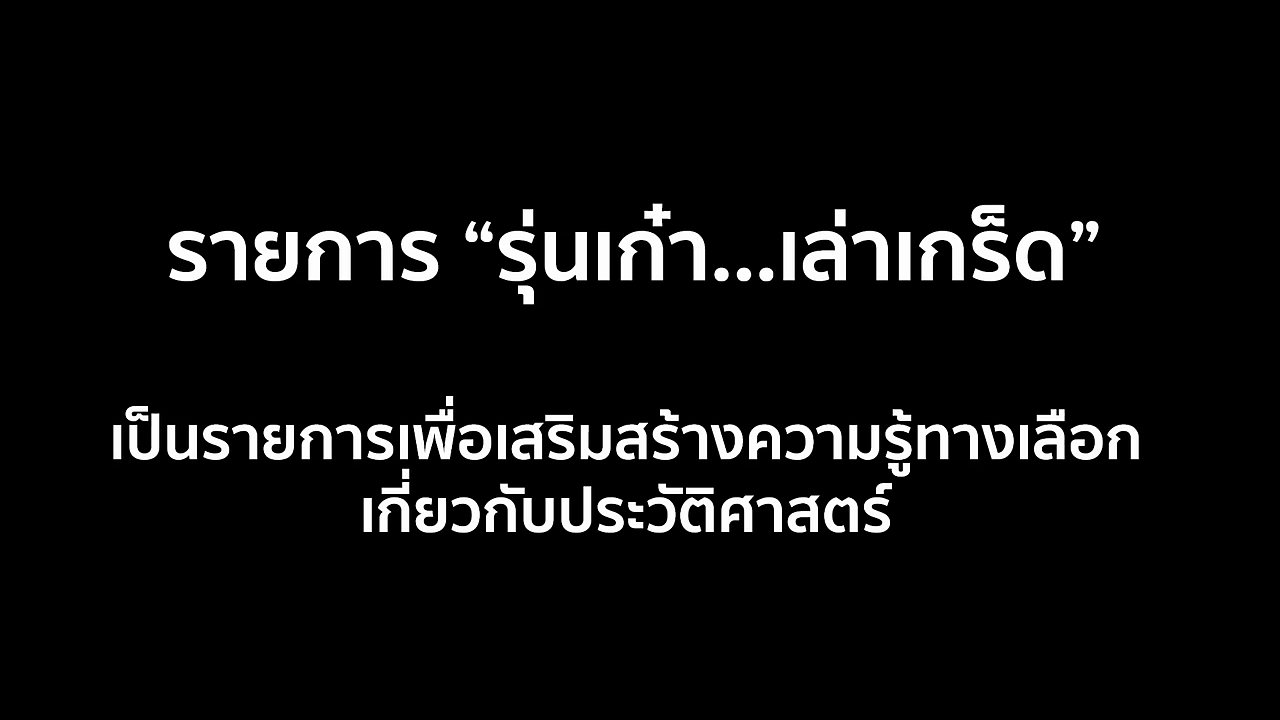 รายการ “รุ่นเก๋า...เล่าเกร็ด”
เป็นรายการเพื่อเสริมสร้างความรู้ทางเลือก
เกี่ยวกับประวัติศาสตร์